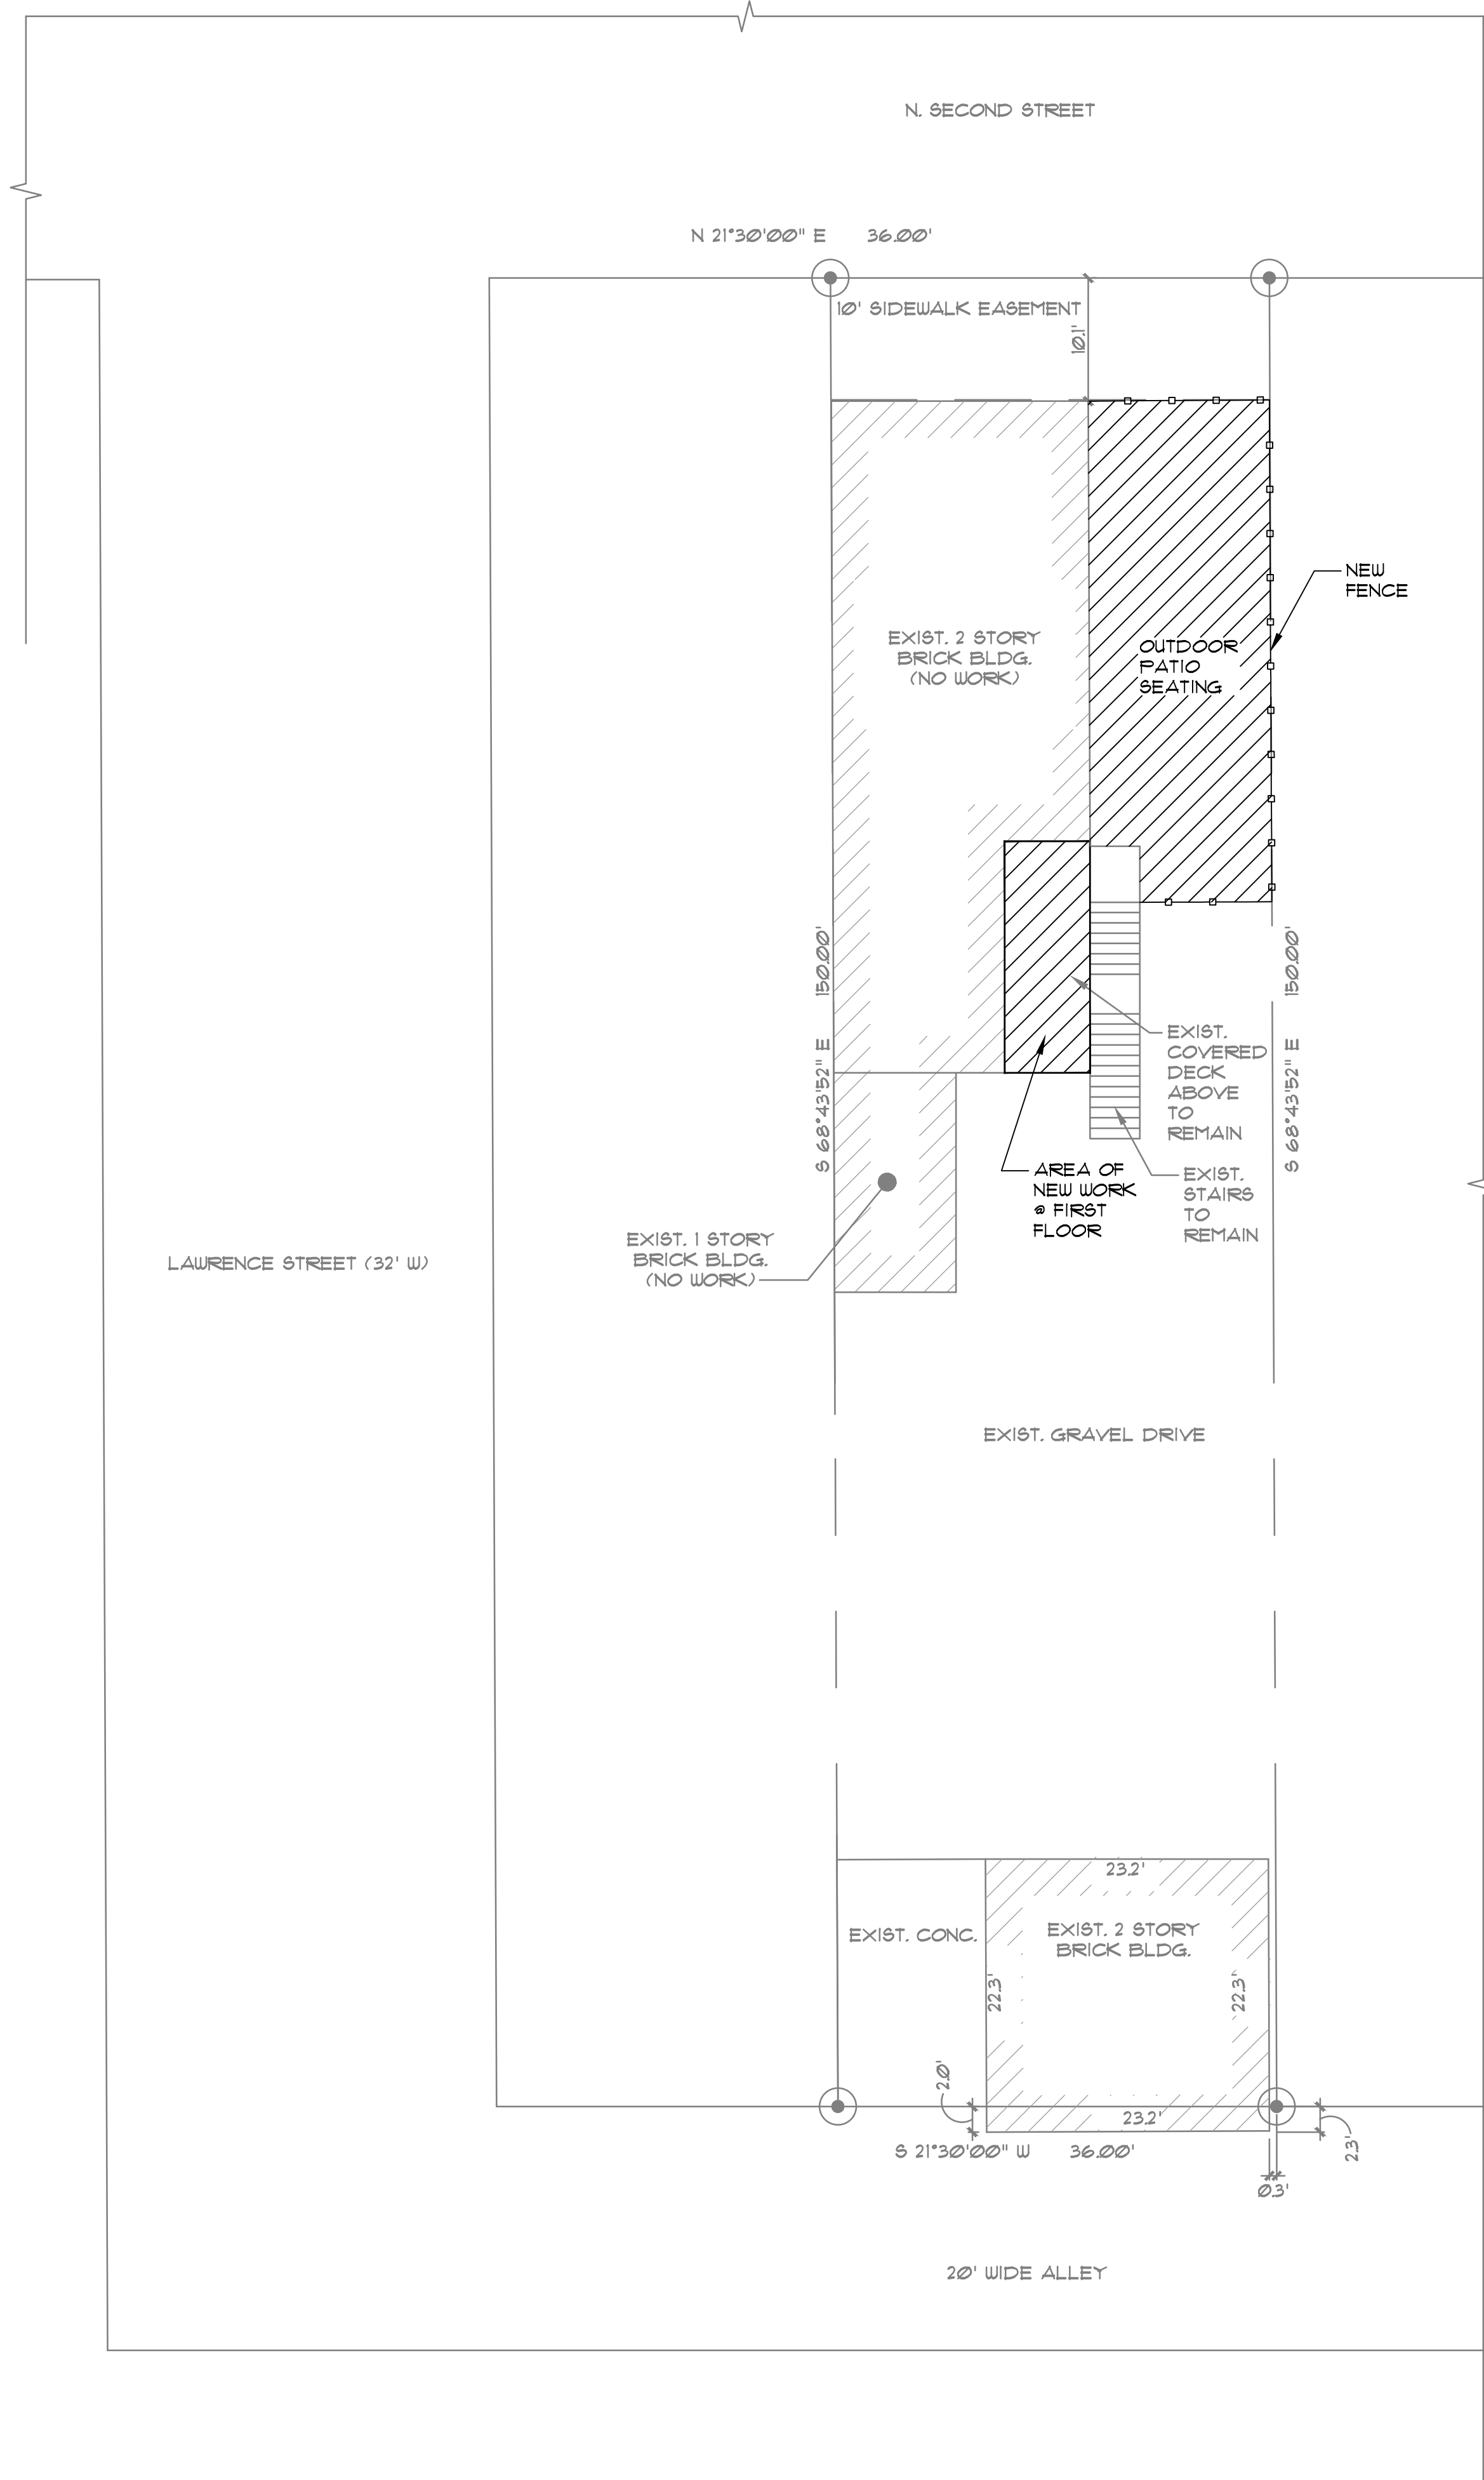 N. SECOND STREET
N 21°30'00" E 36.00'
10' SIDEWALK EASEMENT
10.1'
NEW
FENCE
EXIST. 2 STORY
BRICK BLDG.
(NO WORK)
OUTDOOR
PATIO
SEATING
S 68°43'52" E 150.00'
S 68°43'52" E 150.00'
EXIST.
COVERED
DECK
ABOVE
TO
REMAIN
AREA OF
NEW WORK
@ FIRST
FLOOR
EXIST.
STAIRS
TO
REMAIN
EXIST. 1 STORY
BRICK BLDG.
(NO WORK)
LAWRENCE STREET (32' W)
EXIST. GRAVEL DRIVE
23.2'
EXIST. CONC.
EXIST. 2 STORY
BRICK BLDG.
22.3'
22.3'
2.0'
23.2'
S 21°30'00" W 36.00'
2.3'
0.3'
20' WIDE ALLEY